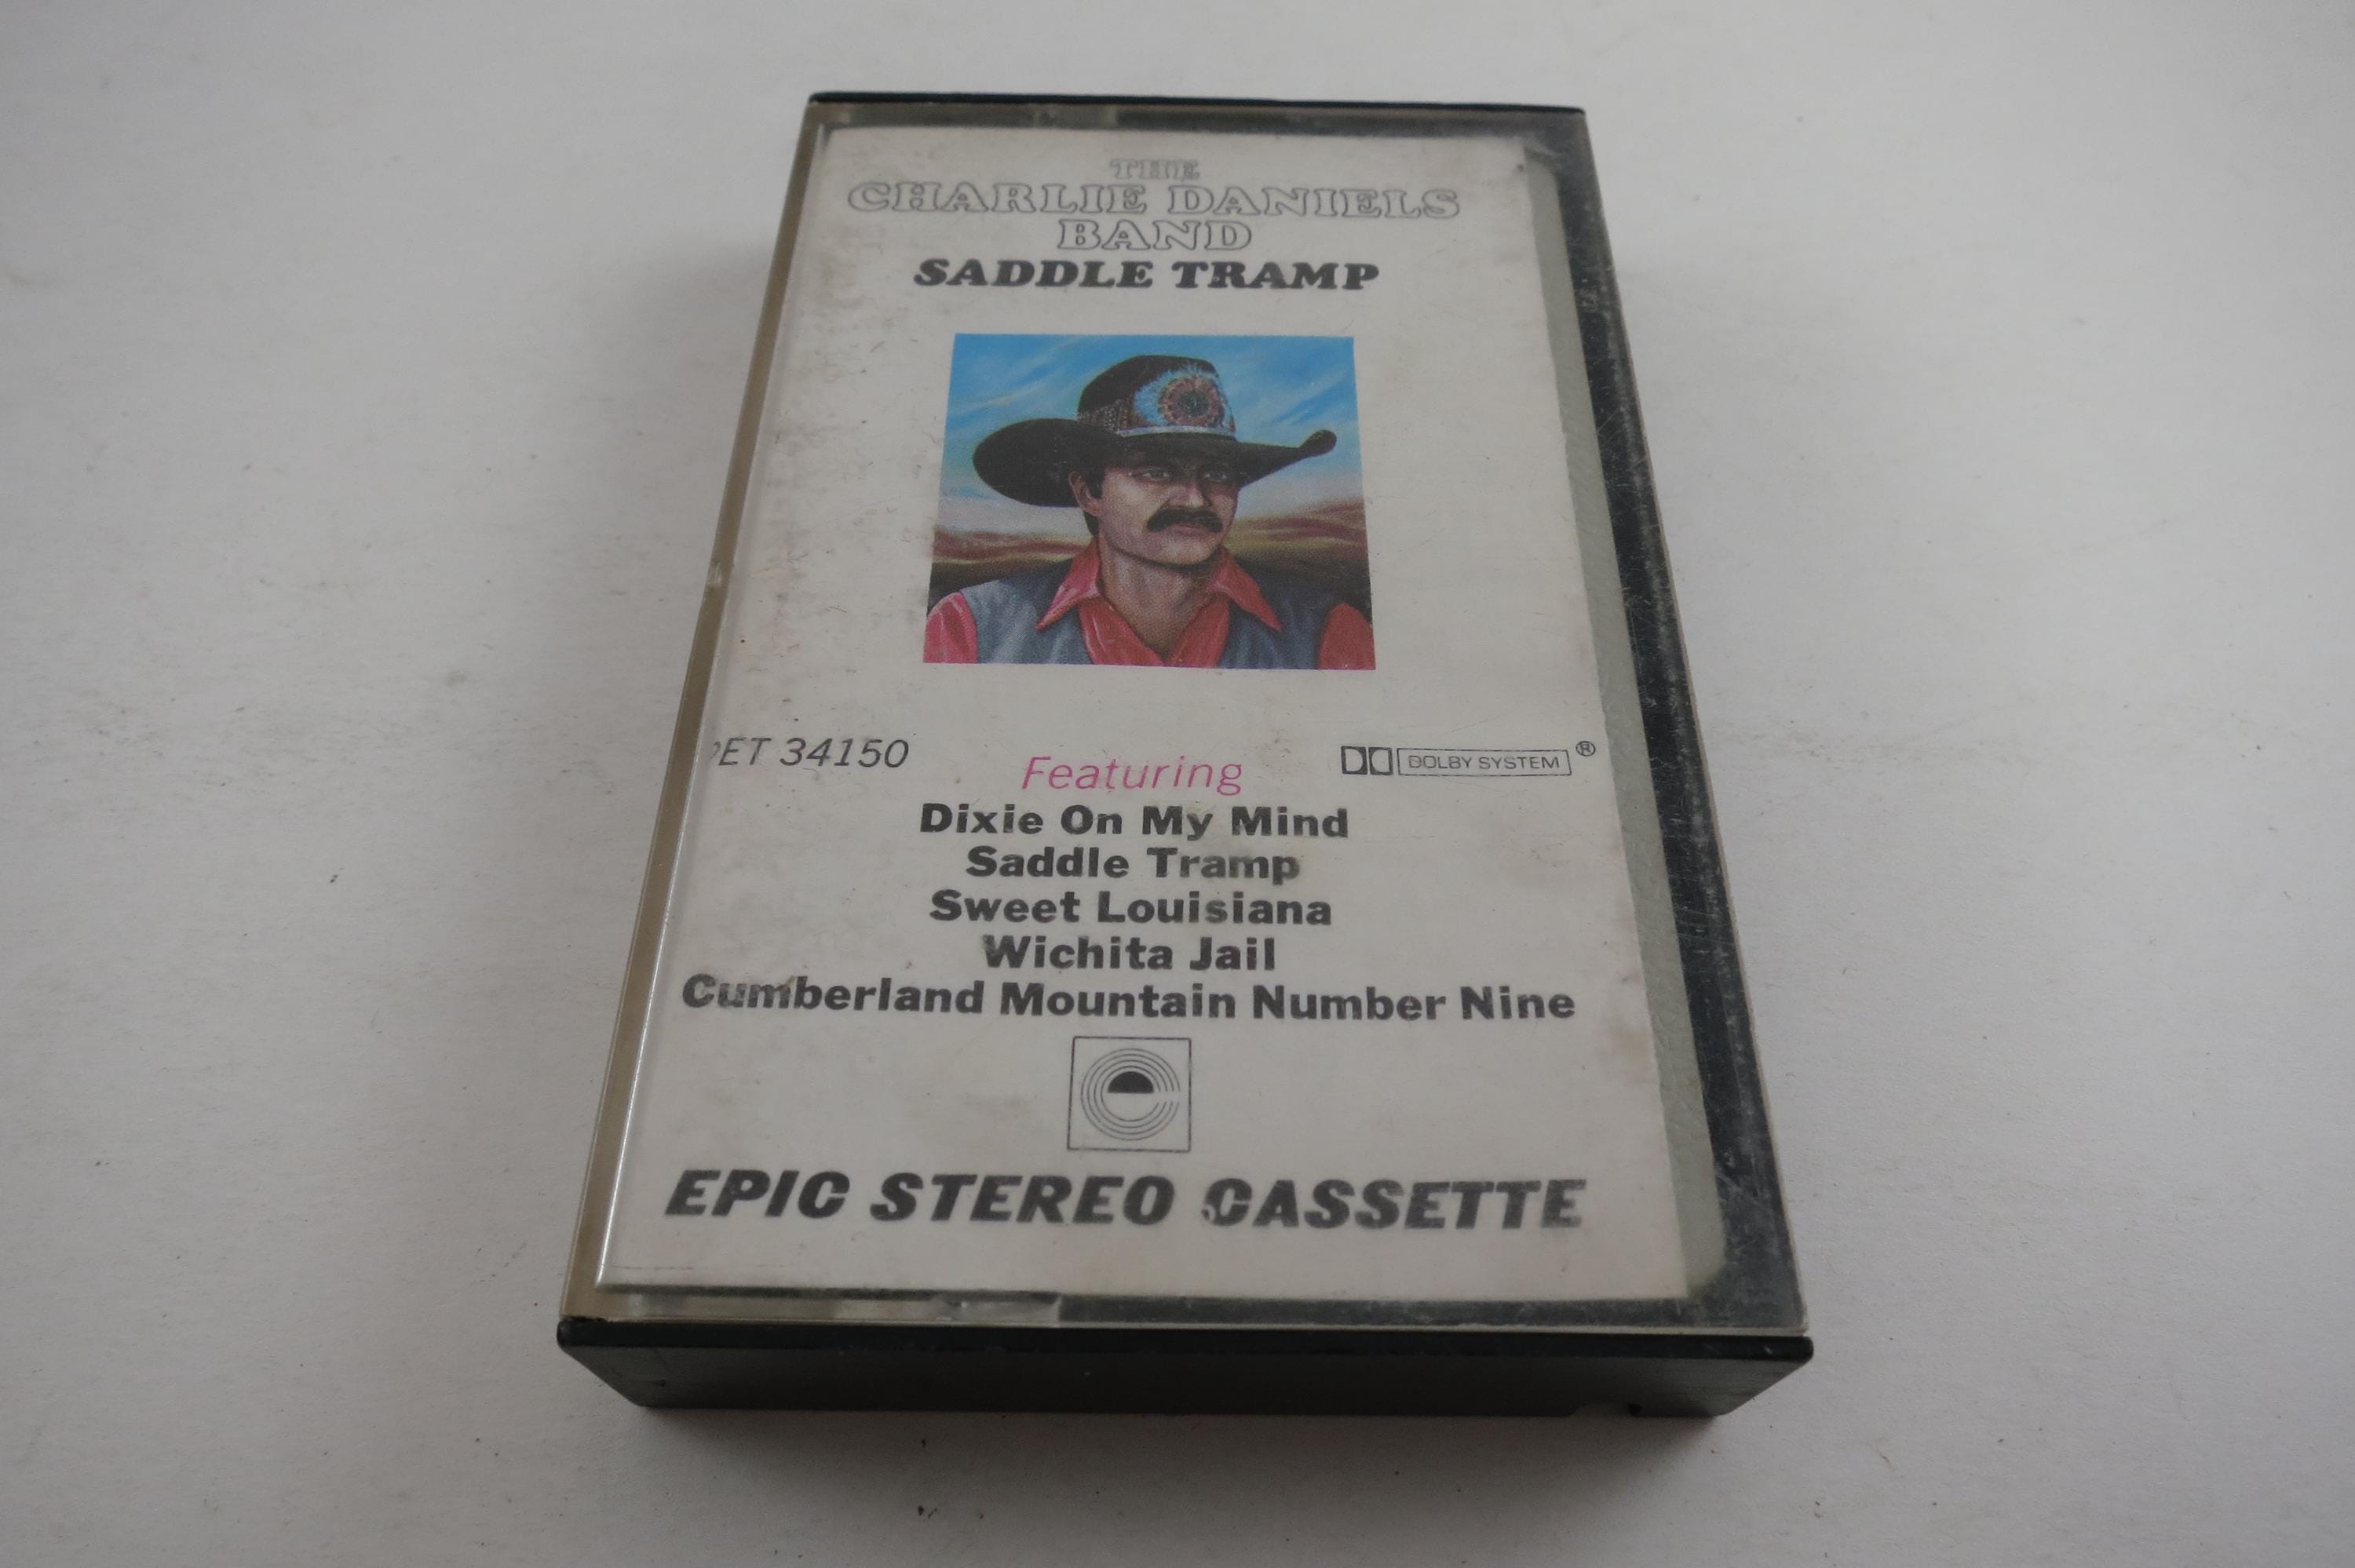 THE
CHARLIE DANIELS
BAND
SADDLE TRAMP
ET 34150
DOLBY SYSTEM ®
Featuring
Dixie On My Mind
Saddle Tramp
Sweet Louisiana
Wichita Jail
Cumberland Mountain Number Nine
e
EPIC STEREO CASSETTE